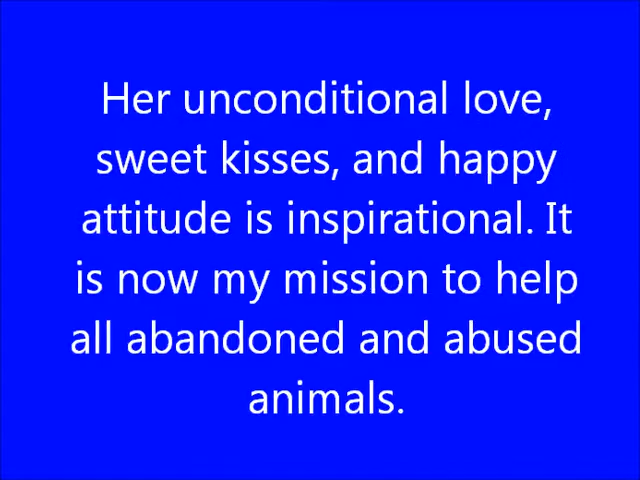 Her unconditional love,
sweet kisses, and happy
attitude is inspirational. It
is now my mission to help
all abandoned and abused
animals.